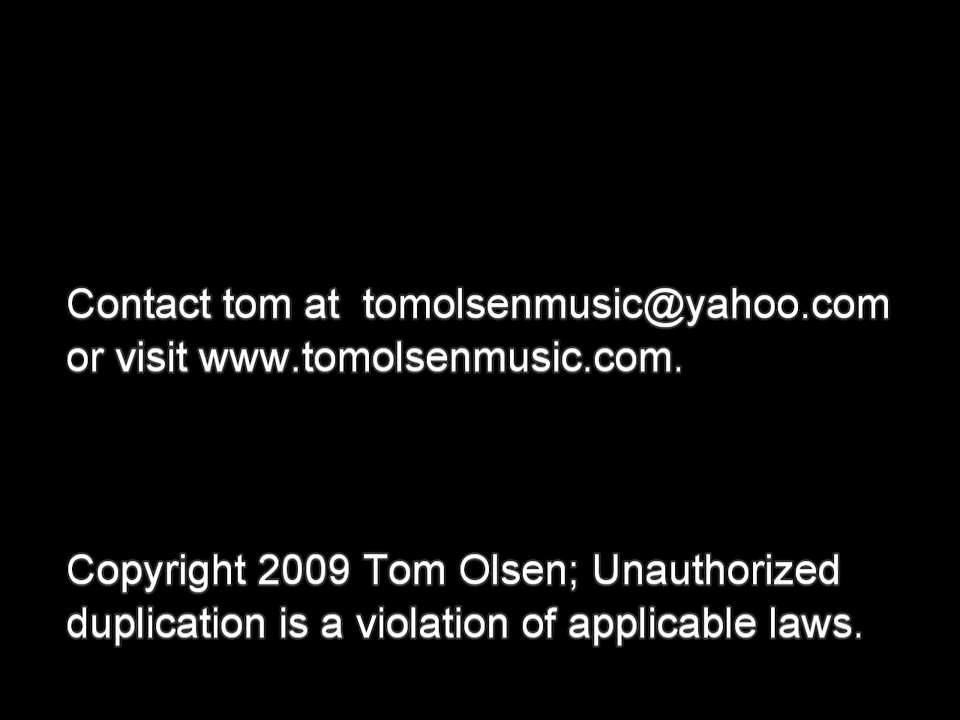 Contact tom at  tomolsenmusic@yahoo.com
or visit www.tomolsenmusic.com.
Copyright 2009 Tom Olsen; Unauthorized
duplication is a violation of applicable laws.